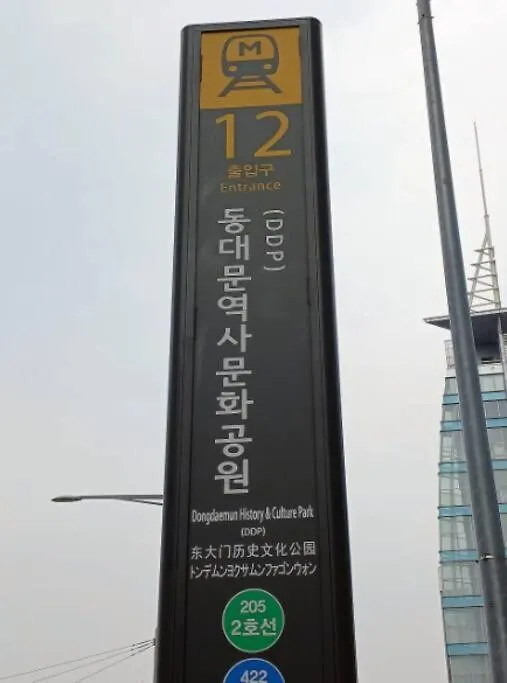 M
12
출입구
Entrance
동대문역사문화공원
(DDP)
Dongdaemun History & Culture Park
(DDP)
东大门历史文化公园
トンデムンヨクサムンファゴンウォン
205
2호선
422